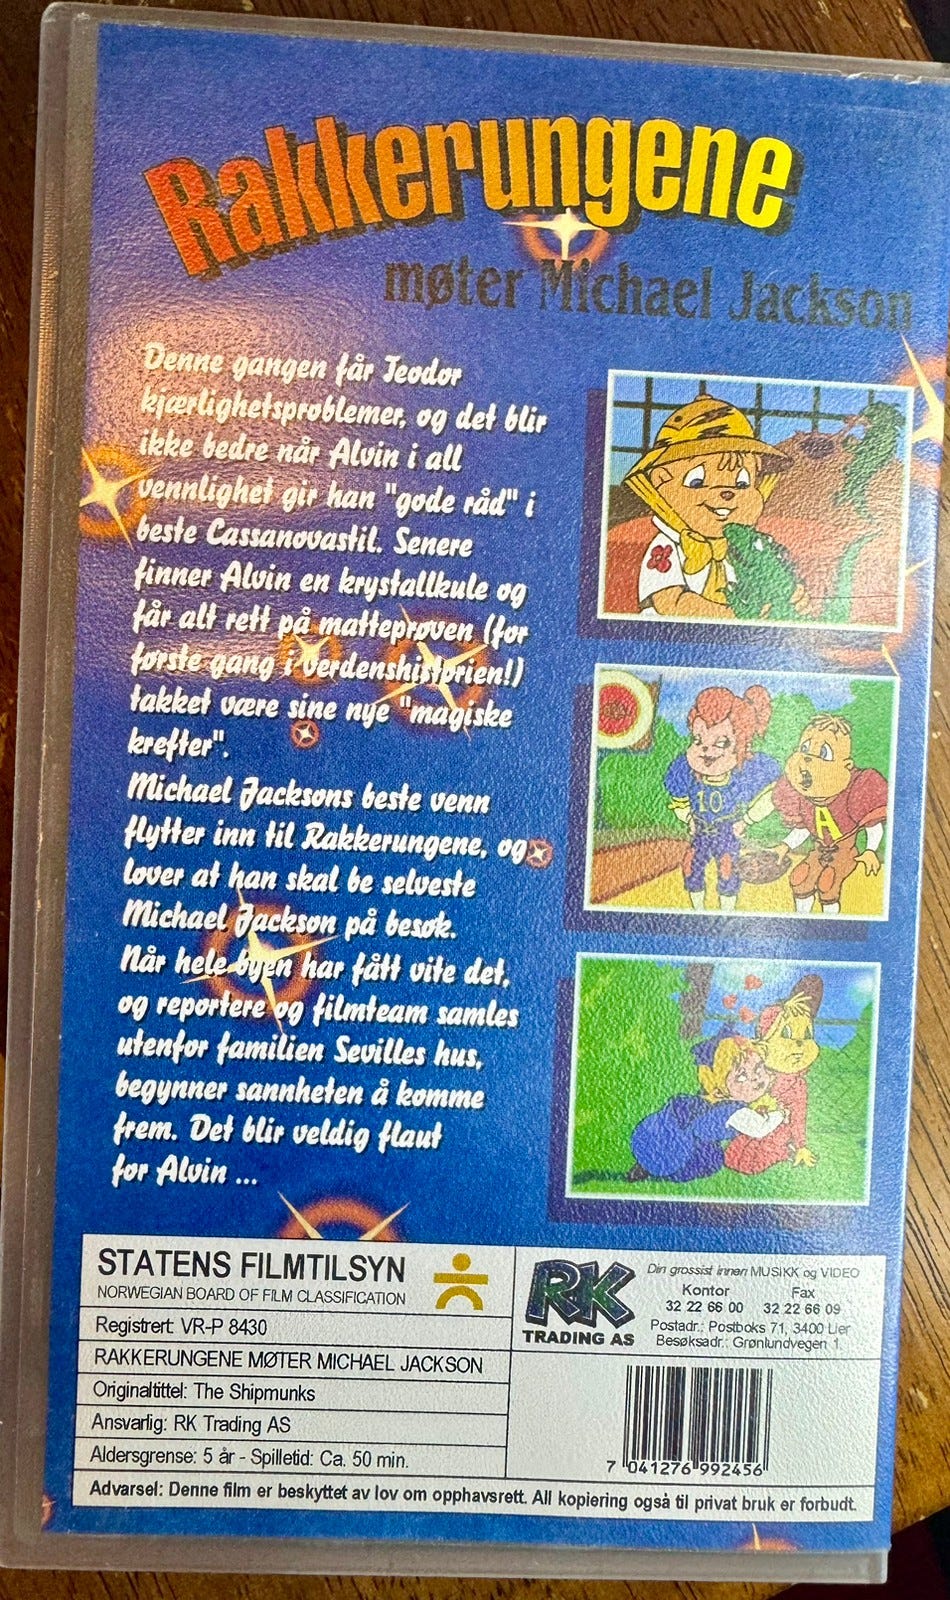 Rakkerungene
møter Michael Jackson
Denne gangen får Teodor
kjærlighetsproblemer, og det blir
ikke bedre når Alvin i all
vennlighet gir han "gode råd" i
beste Cassanovastil. Senere
finner Alvin en krystallkule og
får alt rett på matteprøven (for
første gang i verdenshistorien!)
takket være sine nye "magiske
krefter".
Michael Jacksons beste venn
flytter inn til Rakkerungene, og
lover at han skal be selveste
Michael Jackson på besøk.
Når hele byen har fått vite det,
og reportere og filmteam samles
utenfor familien Sevilles hus,
begynner sannheten å komme
frem. Det blir veldig flaut
for Alvin ...
10
A
STATENS FILMTILSYN
NORWEGIAN BOARD OF FILM CLASSIFICATION
Registrert: VR-P 8430
RAKKERUNGENE MØTER MICHAEL JACKSON
Originaltittel: The Shipmunks
Ansvarlig: RK Trading AS
Aldersgrense: 5 år - Spilletid: Ca. 50 min.
RK
TRADING AS
Din grossist innen MUSIKK og VIDEO
Kontor Fax
32 22 66 00 32 22 66 09
Postadr.: Postboks 71, 3400 Lier
Besøksadr.: Grønlundvegen 1.
7 041276 992456
Advarsel: Denne film er beskyttet av lov om opphavsrett. All kopiering også til privat bruk er forbudt.